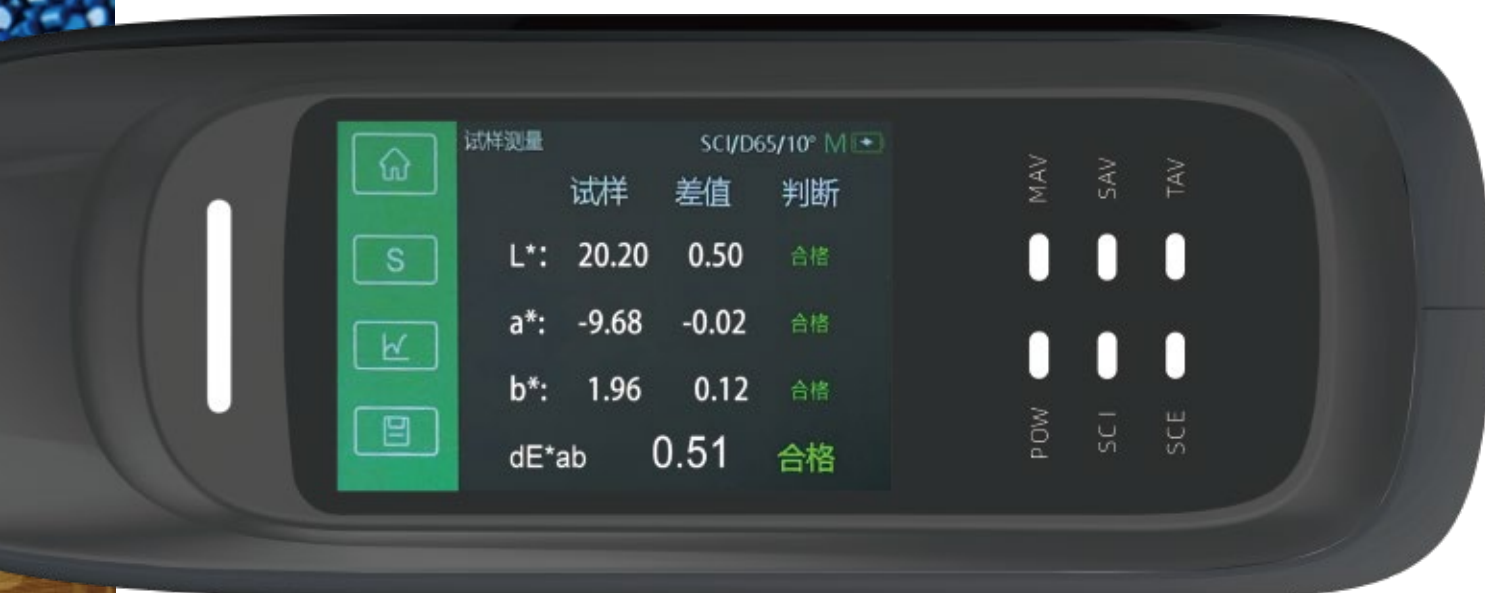 试样测量 SCI/D65/10° M
试样 差值 判断
S
L*: 20.20 0.50 合格
a*: -9.68 -0.02 合格
b*: 1.96 0.12 合格
dE*ab 0.51 合格
MAV SAV TAV
POW SCI SCE